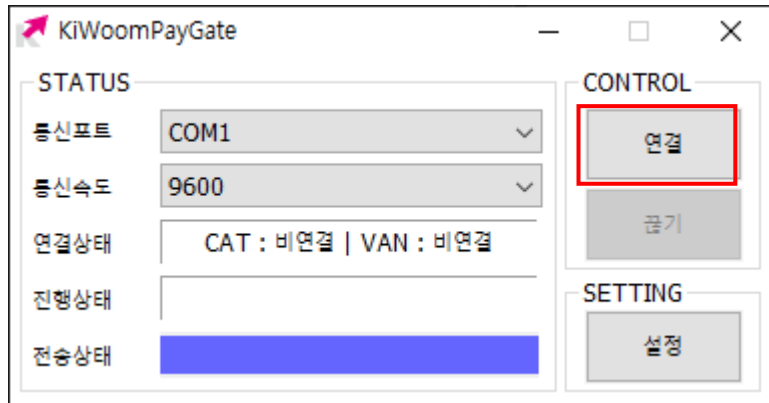 KiWoomPayGate
STATUS
통신포트 COM1
통신속도 9600
연결상태 CAT : 비연결 | VAN : 비연결
진행상태
전송상태
CONTROL
연결
끊기
SETTING
설정